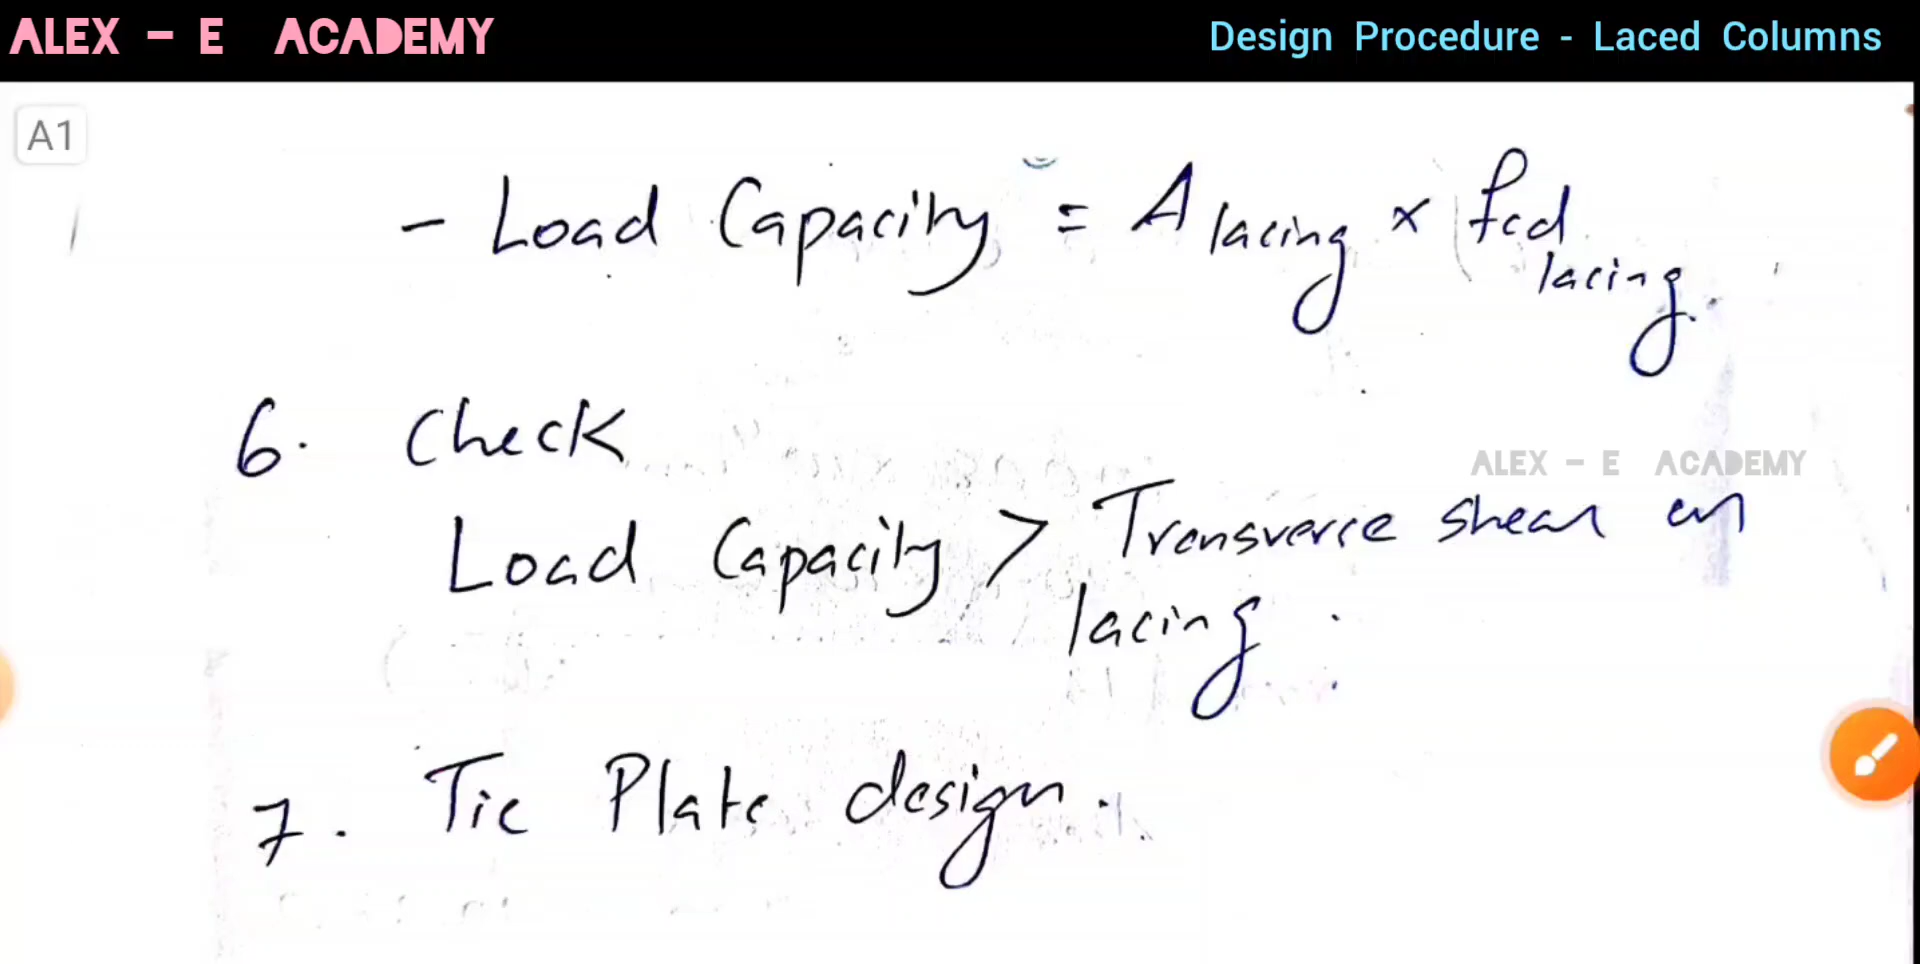 ALEX - E ACADEMY
Design Procedure - Laced Columns
A1
- Load Capacity = A lacing × fcd lacing.
6. Check
ALEX - E ACADEMY
Load Capacity > Transverse shear on
lacing.
7. Tie Plate design.